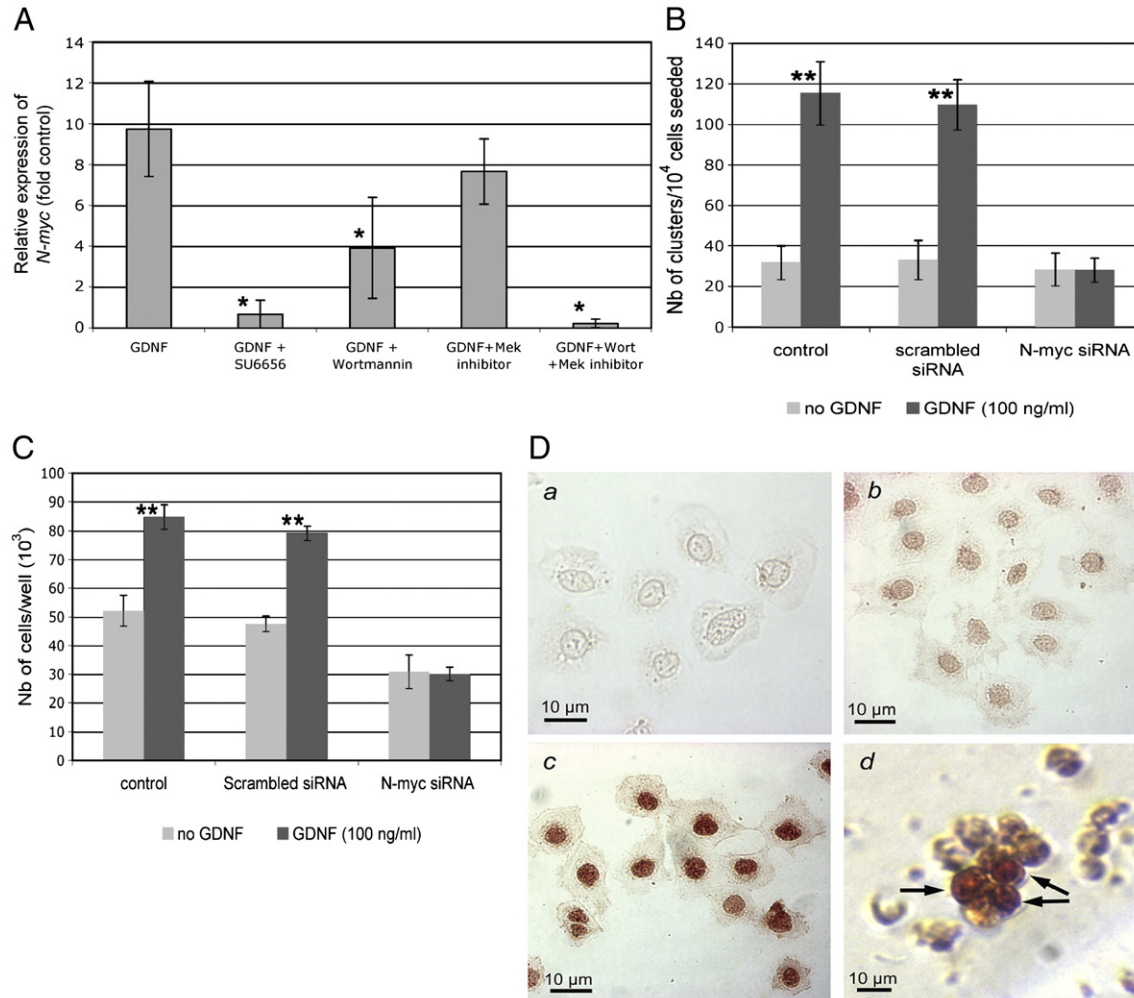 A
Relative expression of
N-myc (fold control)
14
12
10
8
6
4
2
0
*
*
*
GDNF
GDNF +
SU6656
GDNF +
Wortmannin
GDNF+Mek
inhibitor
GDNF+Wort
+Mek inhibitor
B
Nb of clusters/10⁴ cells seeded
140
120
100
80
60
40
20
0
**
**
control
scrambled
siRNA
N-myc siRNA
no GDNF
GDNF (100 ng/ml)
C
Nb of cells/well (10³)
100
90
80
70
60
50
40
30
20
10
0
**
**
control
Scrambled siRNA
N-myc siRNA
no GDNF
GDNF (100 ng/ml)
D
a
10 µm
b
10 µm
c
10 µm
d
10 µm